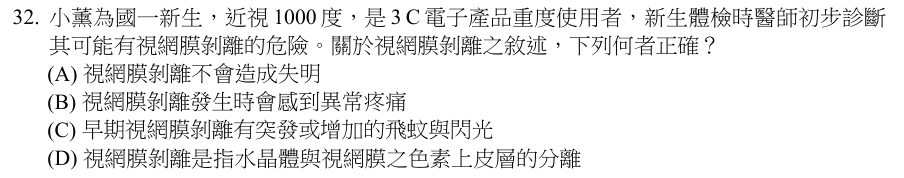 32. 小薰為國一新生，近視 1000 度，是 3 C 電子產品重度使用者，新生體檢時醫師初步診斷
其可能有視網膜剝離的危險。關於視網膜剝離之敘述，下列何者正確？
(A) 視網膜剝離不會造成失明
(B) 視網膜剝離發生時會感到異常疼痛
(C) 早期視網膜剝離有突發或增加的飛蚊與閃光
(D) 視網膜剝離是指水晶體與視網膜之色素上皮層的分離